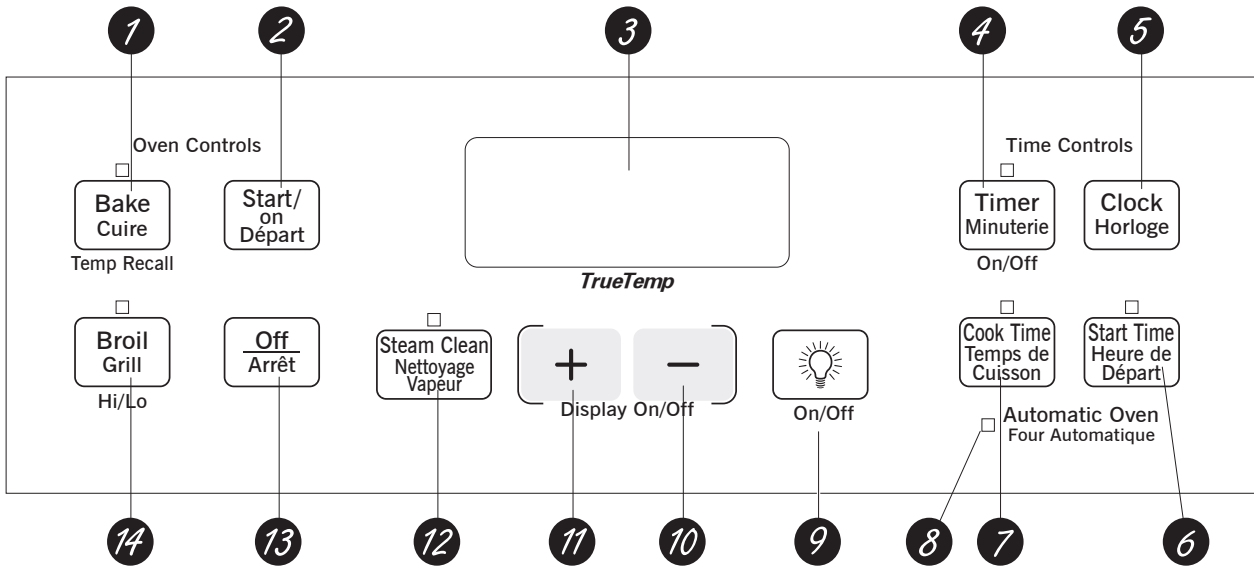 1 2 3 4 5
Oven Controls
Time Controls
Bake
Cuire
Temp Recall
Start/
on
Départ
TrueTemp
Timer
Minuterie
On/Off
Clock
Horloge
Broil
Grill
Hi/Lo
Off
Arrêt
Steam Clean
Nettoyage
Vapeur
+
−
Display On/Off
On/Off
Cook Time
Temps de
Cuisson
Start Time
Heure de
Départ
Automatic Oven
Four Automatique
14 13 12 11 10 9 8 7 6